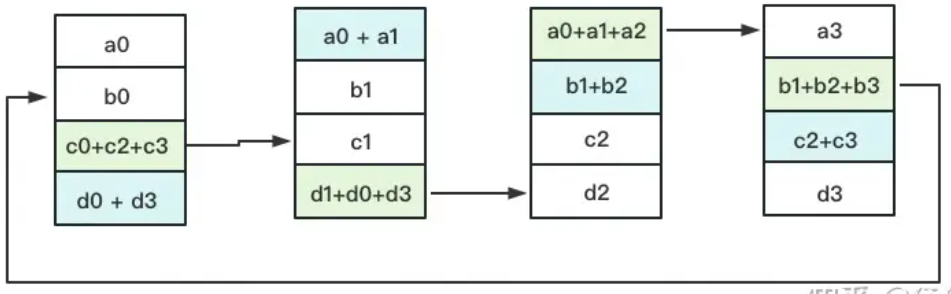 a0
b0
c0+c2+c3
d0 + d3
a0 + a1
b1
c1
d1+d0+d3
a0+a1+a2
b1+b2
c2
d2
a3
b1+b2+b3
c2+c3
d3